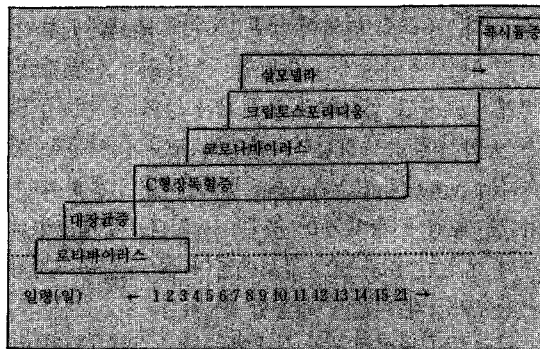 콕시듐증
살모넬라 →
크립토스포리디움
코로나바이러스
C형장독혈증
대장균증
로타바이러스
일령(일) ← 1 2 3 4 5 6 7 8 9 10 11 12 13 14 15 21 →